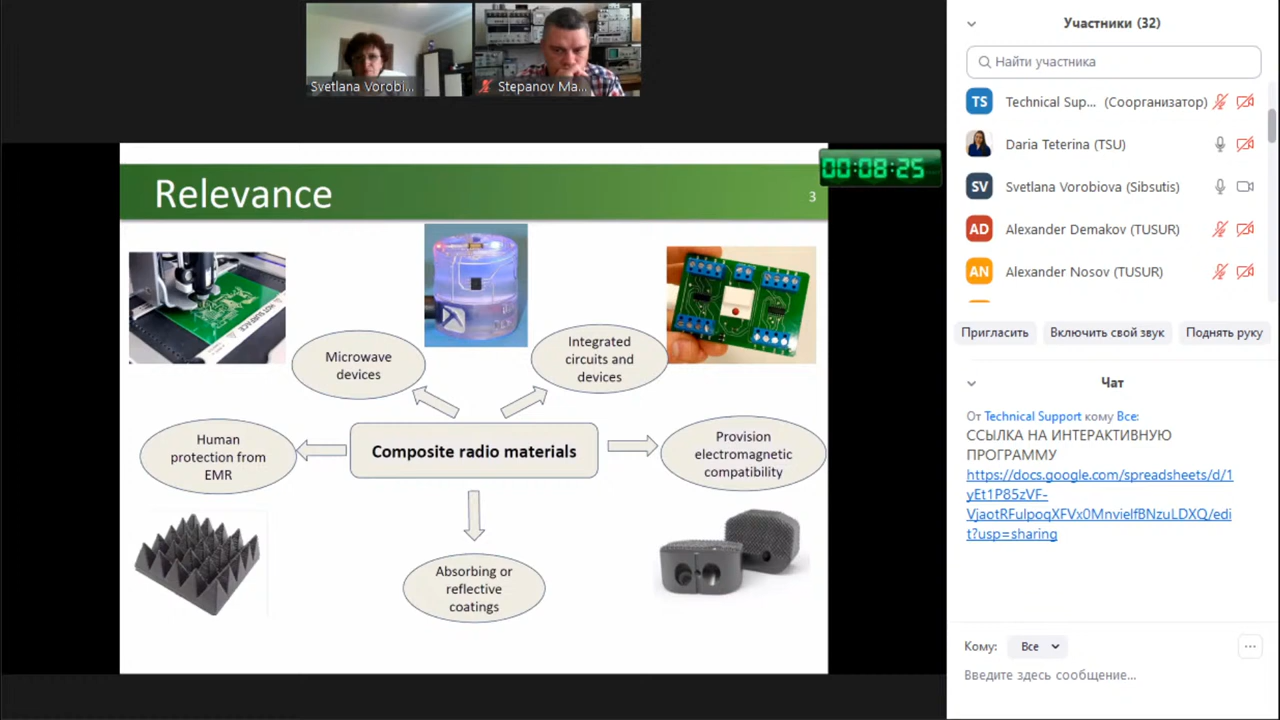 Svetlana Vorobi...
Stepanov Ma...
00:08:25
Relevance
3
Microwave
devices
Integrated
circuits and
devices
Human
protection from
EMR
Composite radio materials
Provision
electromagnetic
compatibility
Absorbing or
reflective
coatings
Участники (32)
Найти участника
TS Technical Sup... (Соорганизатор)
Daria Teterina (TSU)
SV Svetlana Vorobiova (Sibsutis)
AD Alexander Demakov (TUSUR)
AN Alexander Nosov (TUSUR)
Пригласить Включить свой звук Поднять руку
Чат
От Technical Support кому Все:
ССЫЛКА НА ИНТЕРАКТИВНУЮ
ПРОГРАММУ
https://docs.google.com/spreadsheets/d/1
yEt1P85zVF-
VjaotRFulpoqXFVx0MnvielfBNzuLDXQ/edi
t?usp=sharing
Кому: Все
Введите здесь сообщение...